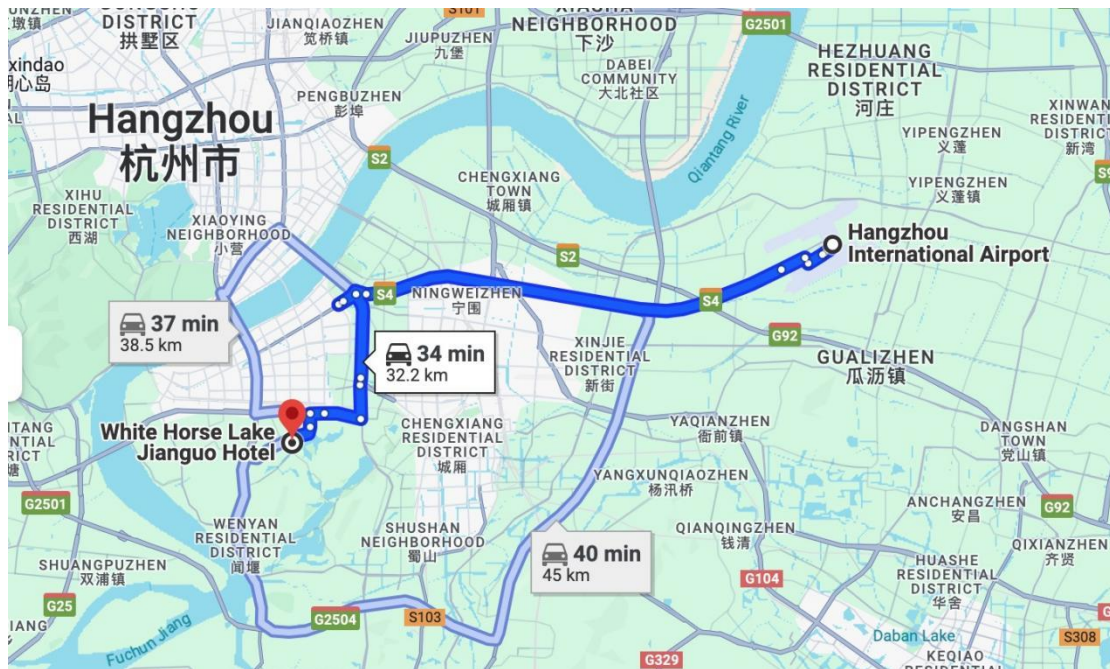 S101
G2501
DISTRICT
拱墅区
JIANQIAOZHEN
笕桥镇
JIUPUZHEN
九堡
NEIGHBORHOOD
下沙
HEZHUANG
RESIDENTIAL
DISTRICT
河庄
DABEI
COMMUNITY
大北社区
xindao
心岛
PENGBUZHEN
彭埠
Hangzhou
杭州市
S2
Qiantang River
YIPENGZHEN
义蓬
新湾
CHENGXIANG
TOWN
城厢镇
YIPENGZHEN
义蓬镇
XIHU
RESIDENTIAL
DISTRICT
西湖
XIAOYING
NEIGHBORHOOD
小营
Hangzhou
International Airport
S2
S4
NINGWEIZHEN
宁围
S4
G92
37 min
38.5 km
34 min
32.2 km
XINJIE
RESIDENTIAL
DISTRICT
新街
GUALIZHEN
瓜沥镇
White Horse Lake
Jianguo Hotel
CHENGXIANG
RESIDENTIAL
DISTRICT
城厢
YAQIANZHEN
衙前镇
DANGSHAN
TOWN
党山镇
YANGXUNQIAOZHEN
杨汛桥
G2501
ANCHANGZHEN
安昌
G92
WENYAN
RESIDENTIAL
DISTRICT
闻堰
SHUSHAN
NEIGHBORHOOD
蜀山
QIANQINGZHEN
钱清
40 min
45 km
QIXIANZHEN
齐贤
SHUANGPUZHEN
双浦镇
HUASHE
RESIDENTIAL
DISTRICT
华舍
G104
G25
G2504
S103
Fuchun Jiang
Daban Lake
S308
G329
KEQIAO
RESIDENTIAL